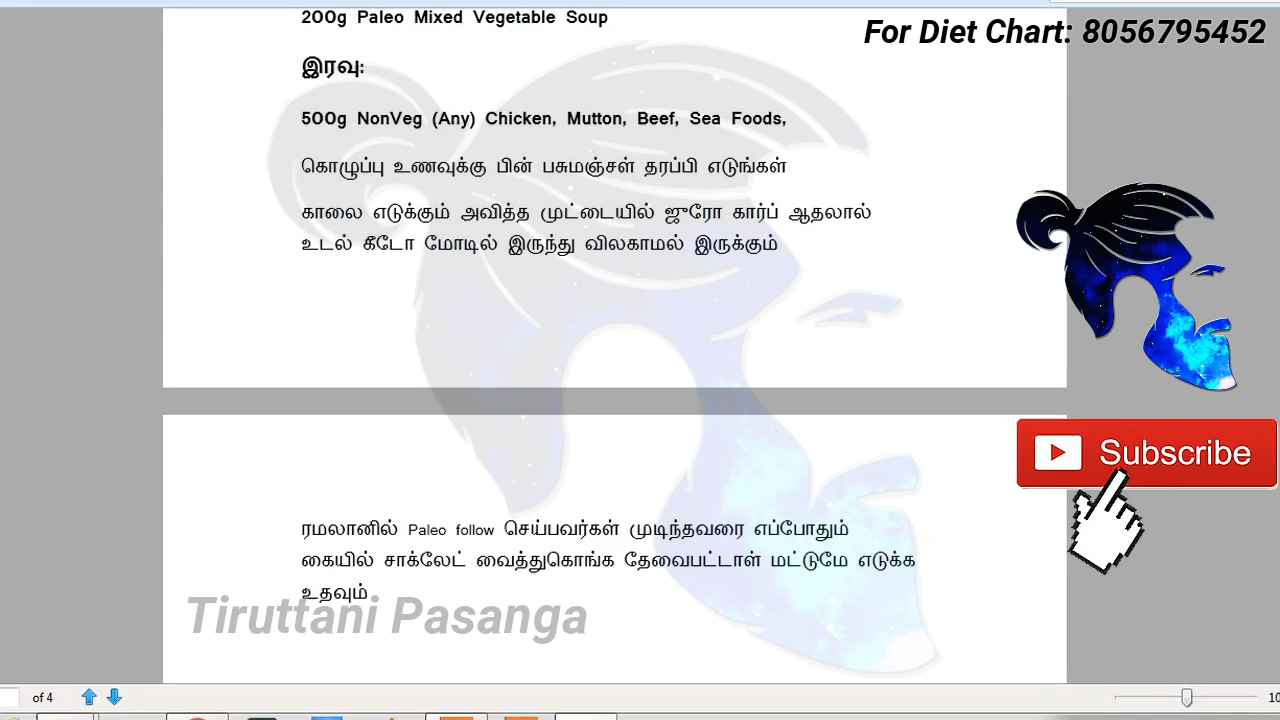 200g Paleo Mixed Vegetable Soup
For Diet Chart: 8056795452
இரவு:
500g NonVeg (Any) Chicken, Mutton, Beef, Sea Foods,
கொழுப்பு உணவுக்கு பின் பசுமஞ்சள் தரப்பி எடுங்கள்
காலை எடுக்கும் அவித்த முட்டையில் ஜுரோ கார்ப் ஆதலால்
உடல் கீடோ மோடில் இருந்து விலகாமல் இருக்கும்
Subscribe
ரமலானில் Paleo follow செய்பவர்கள் முடிந்தவரை எப்போதும்
கையில் சாக்லேட் வைத்துகொங்க தேவைபட்டாள் மட்டுமே எடுக்க
உதவும்
Tiruttani Pasanga
of 4
10